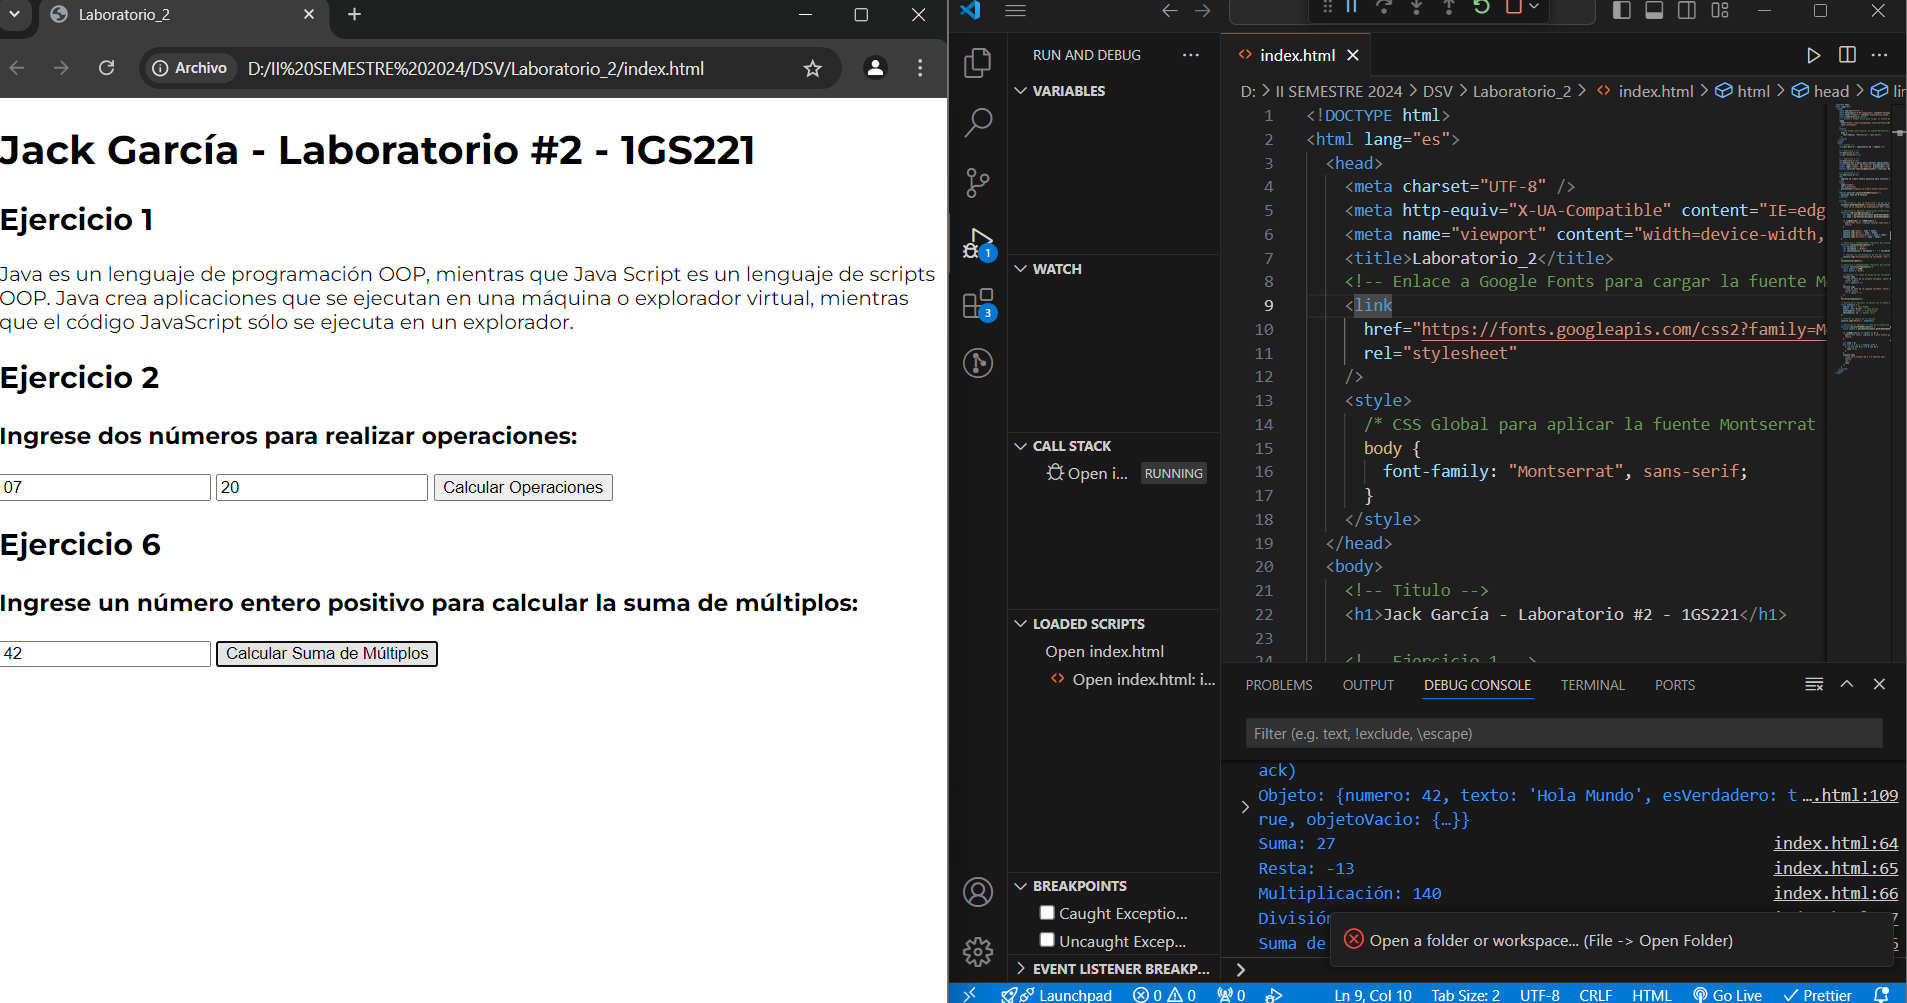 Laboratorio_2
Archivo
D:/II%20SEMESTRE%202024/DSV/Laboratorio_2/index.html
Jack García - Laboratorio #2 - 1GS221
Ejercicio 1
Java es un lenguaje de programación OOP, mientras que Java Script es un lenguaje de scripts
OOP. Java crea aplicaciones que se ejecutan en una máquina o explorador virtual, mientras
que el código JavaScript sólo se ejecuta en un explorador.
Ejercicio 2
Ingrese dos números para realizar operaciones:
07 20 Calcular Operaciones
Ejercicio 6
Ingrese un número entero positivo para calcular la suma de múltiplos:
42 Calcular Suma de Múltiplos
1
3
RUN AND DEBUG
VARIABLES
WATCH
CALL STACK
Open i... RUNNING
LOADED SCRIPTS
Open index.html
Open index.html: i...
BREAKPOINTS
Caught Exceptio...
Uncaught Excep...
EVENT LISTENER BREAKP...
index.html
D: > II SEMESTRE 2024 > DSV > Laboratorio_2 > index.html > html > head > lir
1 <!DOCTYPE html>
2 <html lang="es">
3 <head>
4 <meta charset="UTF-8" />
5 <meta http-equiv="X-UA-Compatible" content="IE=edg
6 <meta name="viewport" content="width=device-width,
7 <title>Laboratorio_2</title>
8 <!-- Enlace a Google Fonts para cargar la fuente M
9 <link
10 href="https://fonts.googleapis.com/css2?family=M
11 rel="stylesheet"
12 />
13 <style>
14 /* CSS Global para aplicar la fuente Montserrat
15 body {
16 font-family: "Montserrat", sans-serif;
17 }
18 </style>
19 </head>
20 <body>
21 <!-- Titulo -->
22 <h1>Jack García - Laboratorio #2 - 1GS221</h1>
23
24 <!-- Ejercicio 1 -->
PROBLEMS OUTPUT DEBUG CONSOLE TERMINAL PORTS
Filter (e.g. text, !exclude, \escape)
ack)
Objeto: {numero: 42, texto: 'Hola Mundo', esVerdadero: t ….html:109
rue, objetoVacio: {…}}
Suma: 27 index.html:64
Resta: -13 index.html:65
Multiplicación: 140 index.html:66
División
Suma de
Open a folder or workspace... (File -> Open Folder)
Launchpad 0 0 0 Ln 9, Col 10 Tab Size: 2 UTF-8 CRLF HTML Go Live Prettier